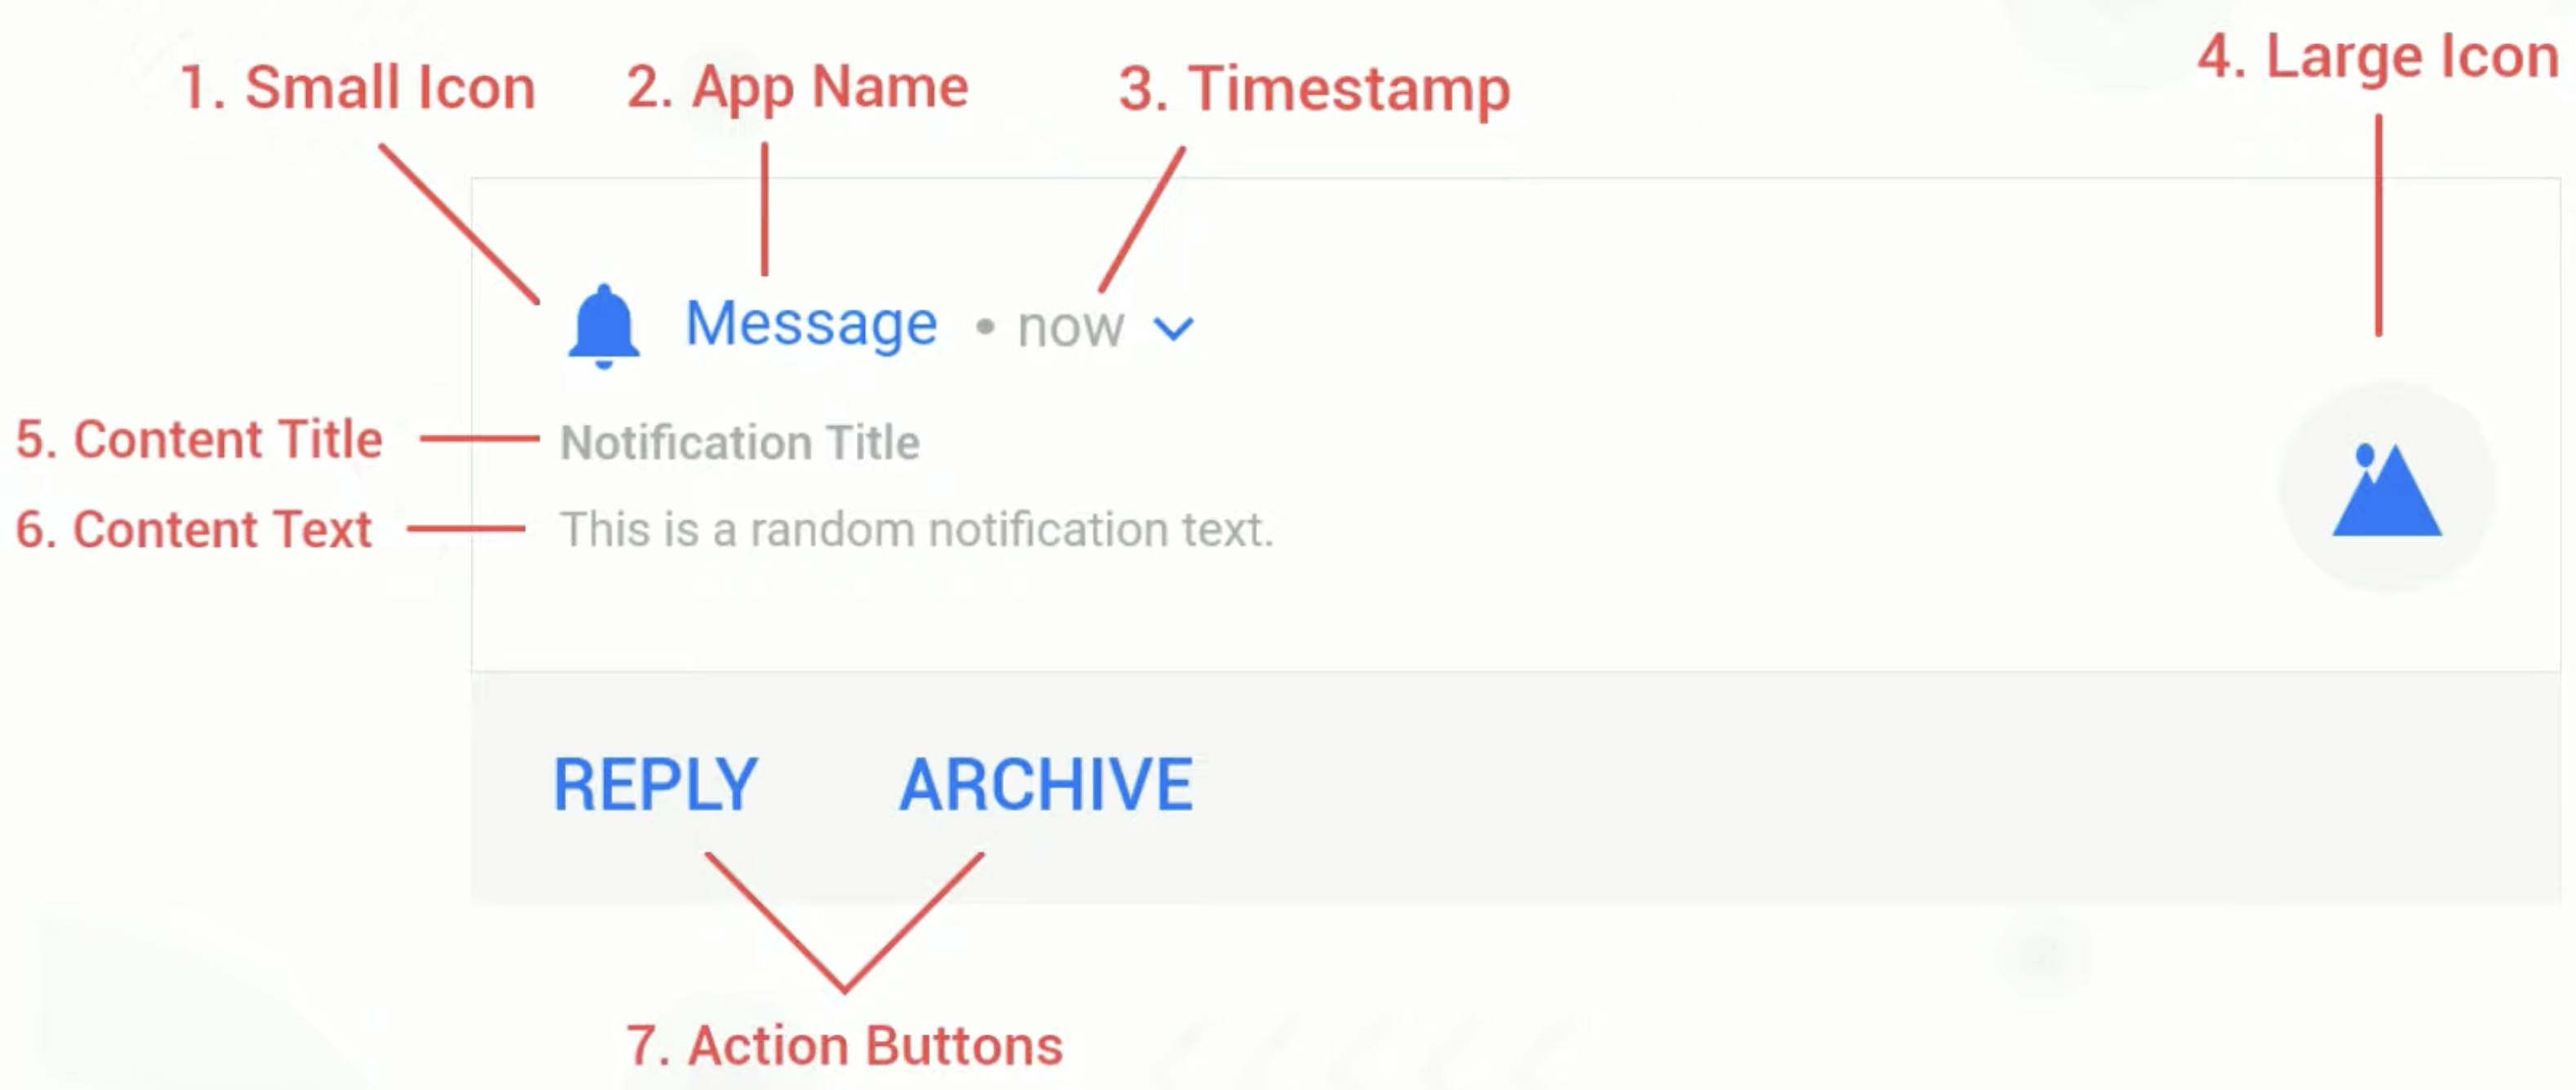 1. Small Icon
2. App Name
3. Timestamp
4. Large Icon
Message • now
5. Content Title
Notification Title
6. Content Text
This is a random notification text.
REPLY
ARCHIVE
7. Action Buttons